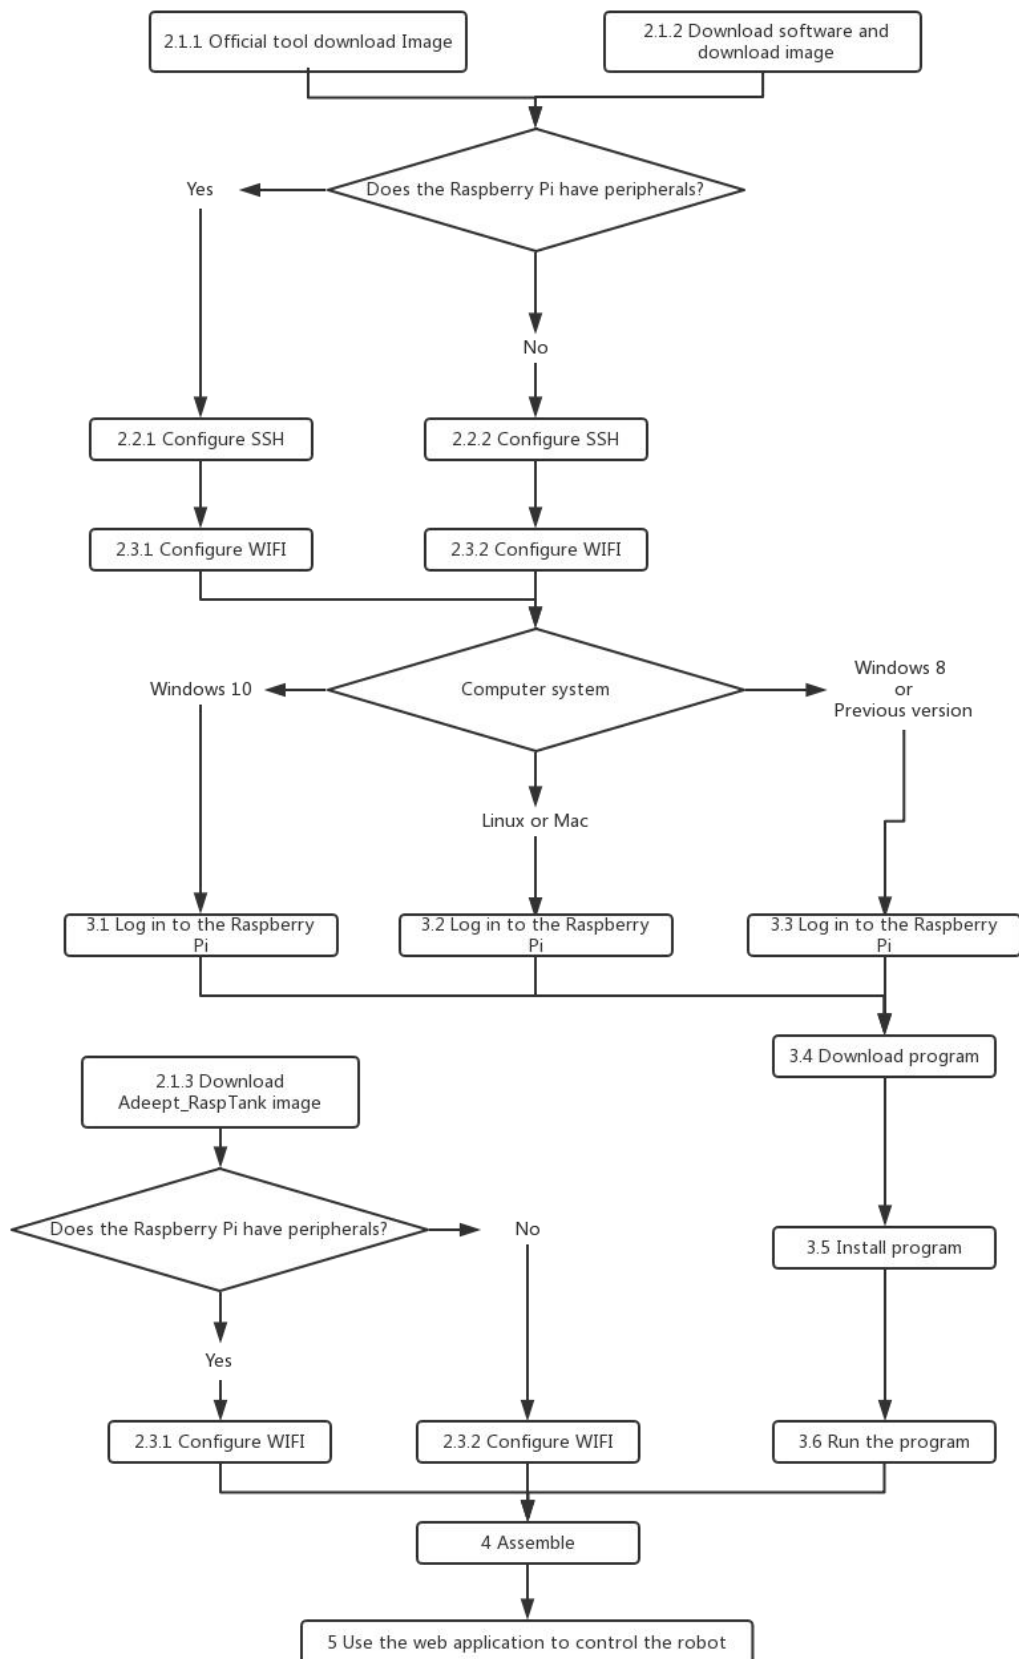 2.1.1 Official tool download Image
2.1.2 Download software and
download image
Does the Raspberry Pi have peripherals?
Yes
No
2.2.1 Configure SSH
2.2.2 Configure SSH
2.3.1 Configure WIFI
2.3.2 Configure WIFI
Computer system
Windows 10
Windows 8
or
Previous version
Linux or Mac
3.1 Log in to the Raspberry
Pi
3.2 Log in to the Raspberry
Pi
3.3 Log in to the Raspberry
Pi
3.4 Download program
2.1.3 Download
Adeept_RaspTank image
Does the Raspberry Pi have peripherals?
No
3.5 Install program
Yes
2.3.1 Configure WIFI
2.3.2 Configure WIFI
3.6 Run the program
4 Assemble
5 Use the web application to control the robot